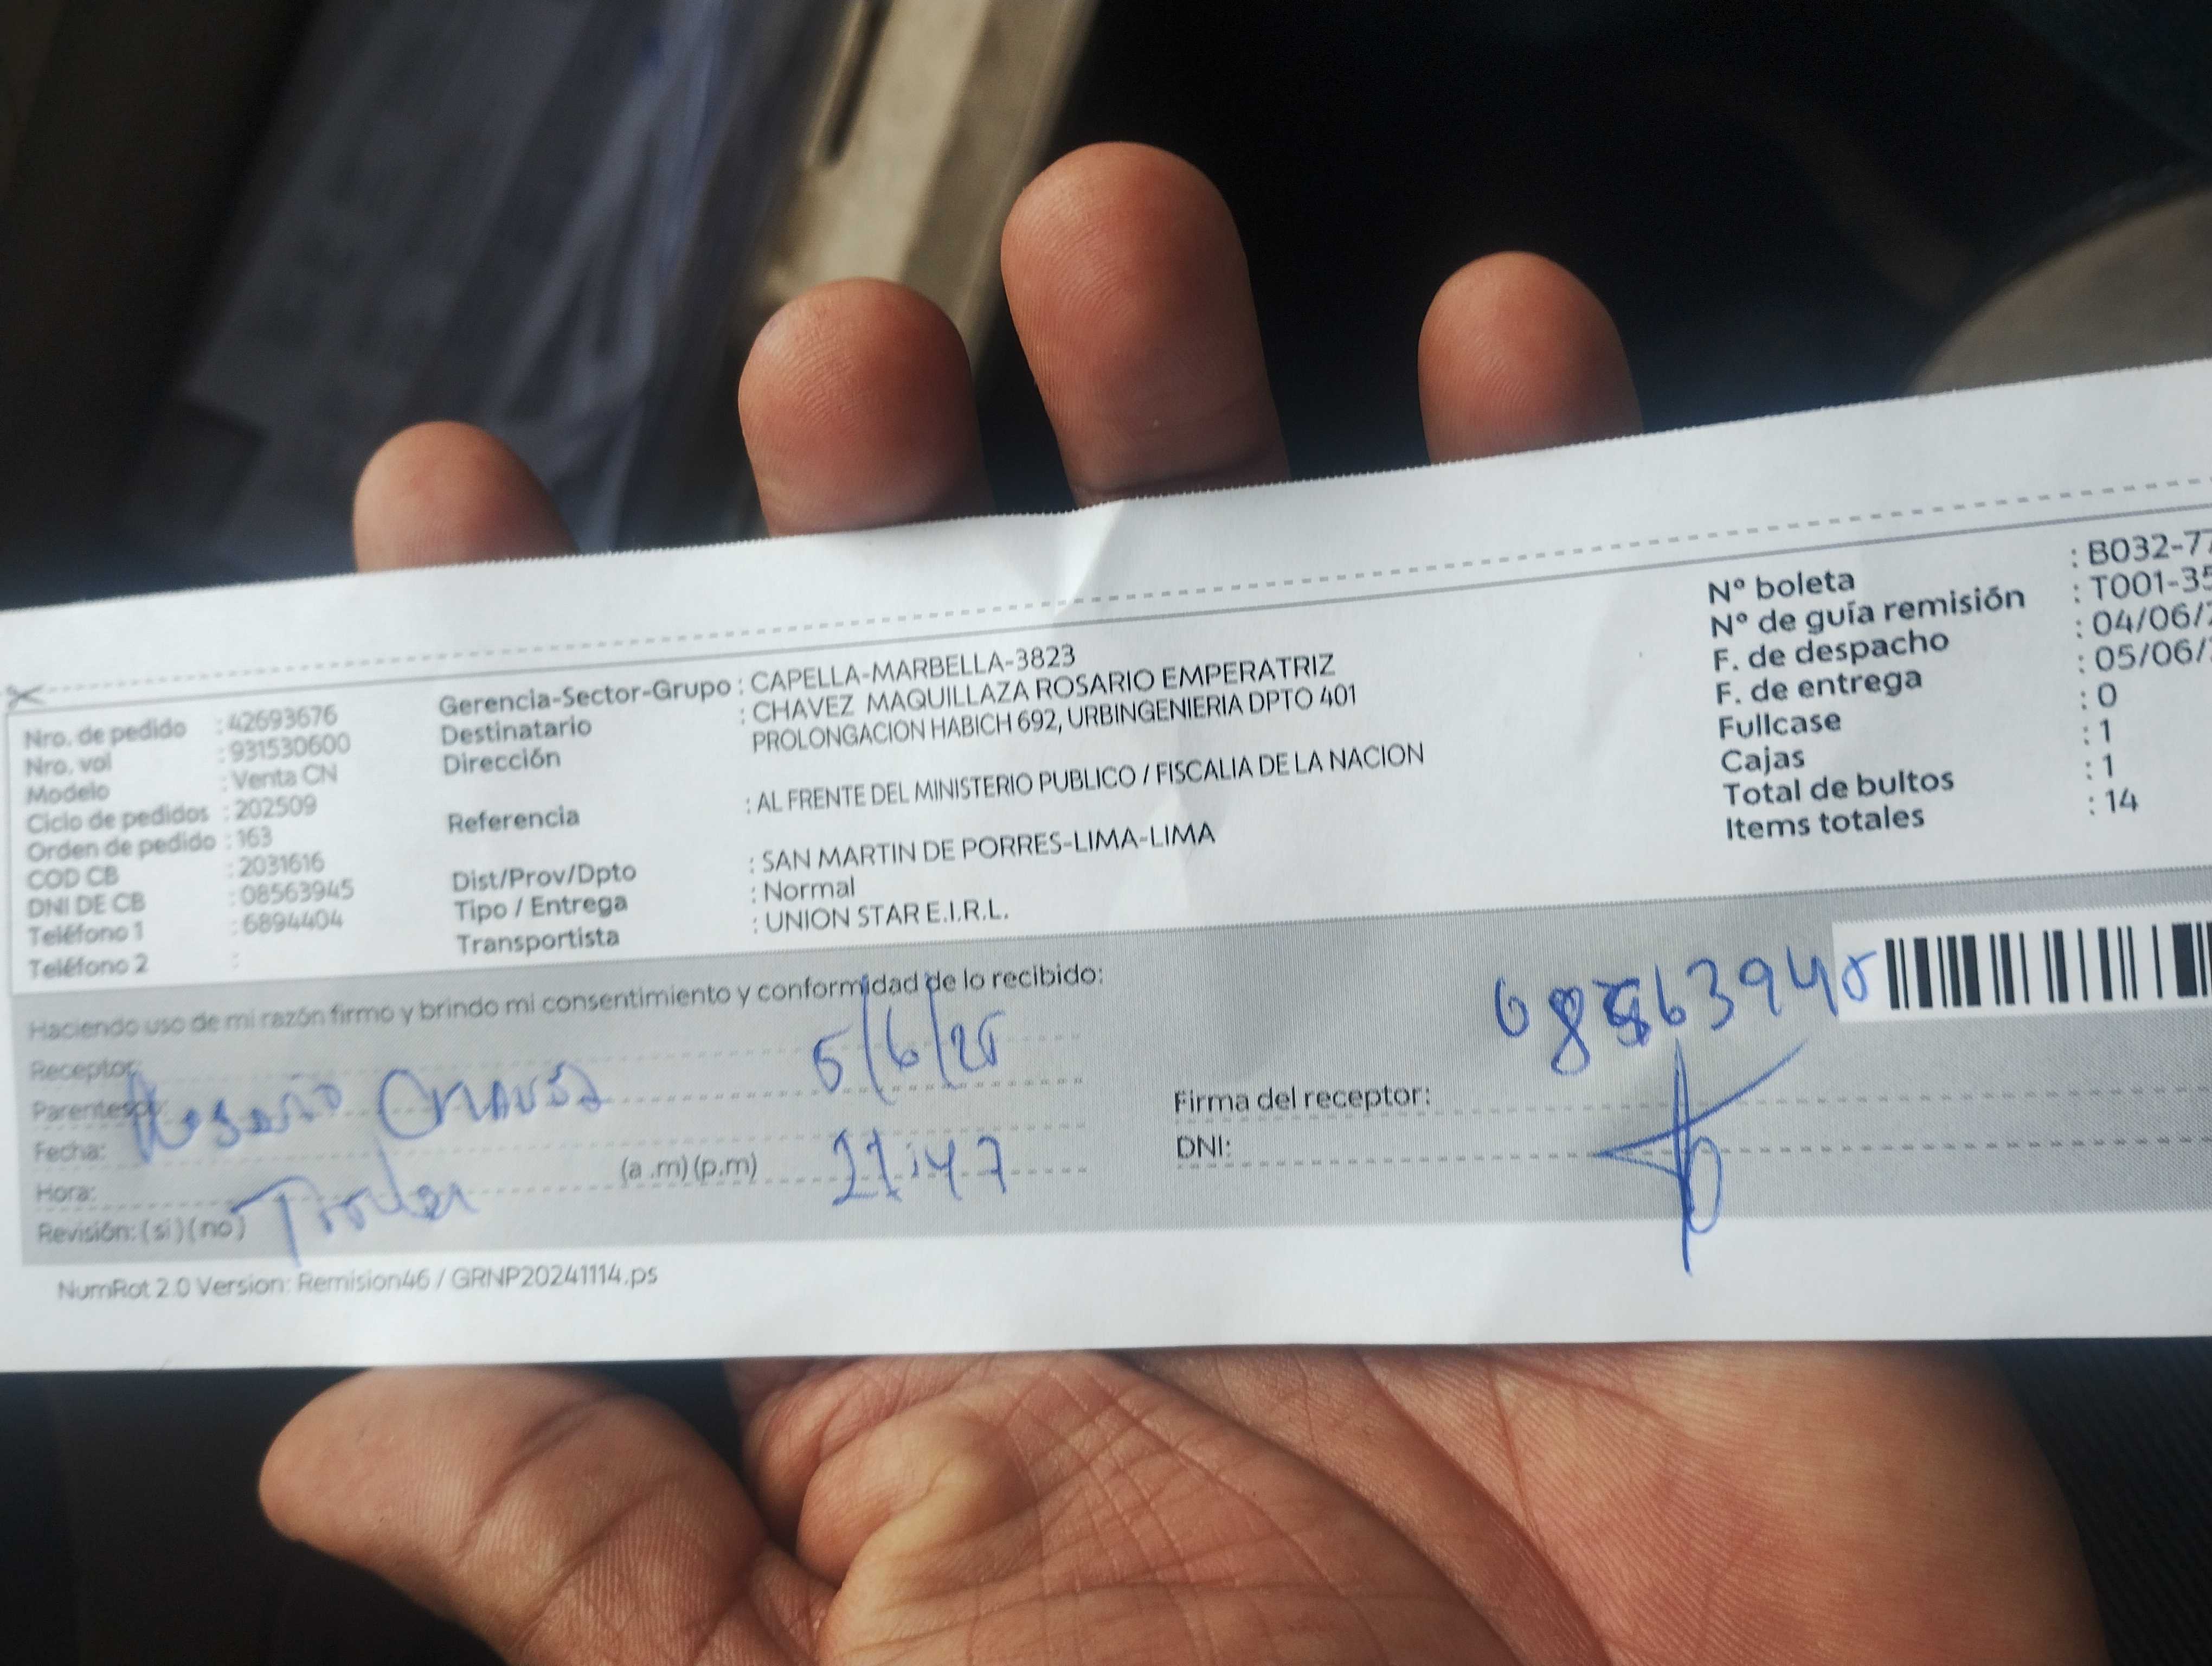 Nro. de pedido : 42693676
Nro. vol : 931530600
Modelo : Venta CN
Ciclo de pedidos : 202509
Orden de pedido : 163
COD CB : 2031616
DNI DE CB : 08563945
Teléfono 1 : 6894404
Teléfono 2 :
Gerencia-Sector-Grupo : CAPELLA-MARBELLA-3823
Destinatario : CHAVEZ MAQUILLAZA ROSARIO EMPERATRIZ
Dirección PROLONGACION HABICH 692, URBINGENIERIA DPTO 401
Referencia : AL FRENTE DEL MINISTERIO PUBLICO / FISCALIA DE LA NACION
Dist/Prov/Dpto : SAN MARTIN DE PORRES-LIMA-LIMA
Tipo / Entrega : Normal
Transportista : UNION STAR E.I.R.L.
Nº boleta : B032-77
Nº de guía remisión : T001-35
F. de despacho : 04/06/
F. de entrega : 05/06/
Fullcase : 0
Cajas : 1
Total de bultos : 1
Items totales : 14
Haciendo uso de mi razón firmo y brindo mi consentimiento y conformidad de lo recibido:
Receptor:
Parentesco:
Rosario Chavez 5/6/25
Fecha:
Hora: (a.m) (p.m)
Revisión: (si) (no)
Firma del receptor:
DNI:
NumRot 2.0 Version: Remision46 / GRNP20241114.ps